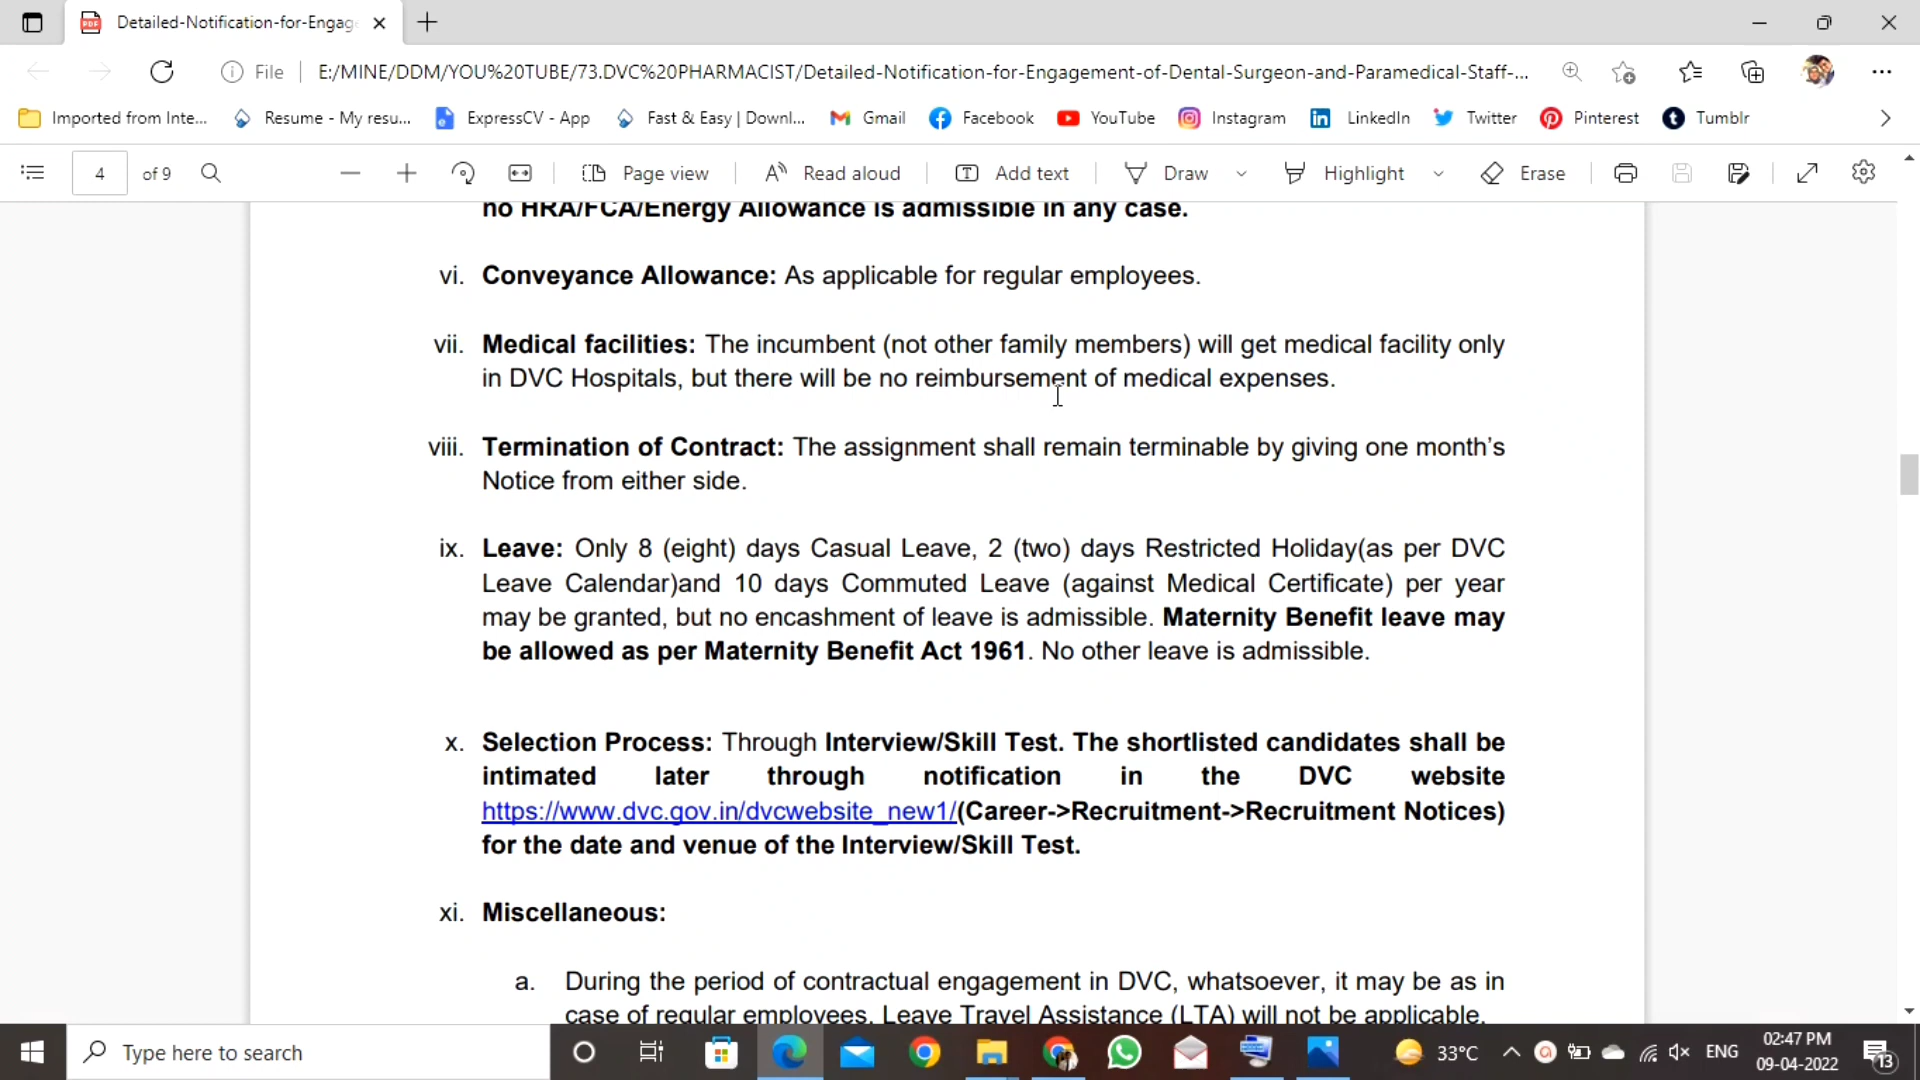 Detailed-Notification-for-Engag
File
E:/MINE/DDM/YOU%20TUBE/73.DVC%20PHARMACIST/Detailed-Notification-for-Engagement-of-Dental-Surgeon-and-Paramedical-Staff-...
Imported from Inte... Resume - My resu... ExpressCV - App Fast & Easy | Downl... Gmail Facebook YouTube Instagram LinkedIn Twitter Pinterest Tumblr
4 of 9 Page view Read aloud Add text Draw Highlight Erase
no HRA/FCA/Energy Allowance is admissible in any case.
vi. Conveyance Allowance: As applicable for regular employees.
vii. Medical facilities: The incumbent (not other family members) will get medical facility only
in DVC Hospitals, but there will be no reimbursement of medical expenses.
viii. Termination of Contract: The assignment shall remain terminable by giving one month’s
Notice from either side.
ix. Leave: Only 8 (eight) days Casual Leave, 2 (two) days Restricted Holiday(as per DVC
Leave Calendar)and 10 days Commuted Leave (against Medical Certificate) per year
may be granted, but no encashment of leave is admissible. Maternity Benefit leave may
be allowed as per Maternity Benefit Act 1961. No other leave is admissible.
x. Selection Process: Through Interview/Skill Test. The shortlisted candidates shall be
intimated later through notification in the DVC website
https://www.dvc.gov.in/dvcwebsite_new1/(Career->Recruitment->Recruitment Notices)
for the date and venue of the Interview/Skill Test.
xi. Miscellaneous:
a. During the period of contractual engagement in DVC, whatsoever, it may be as in
case of regular employees, Leave Travel Assistance (LTA) will not be applicable.
Type here to search
33°C
ENG
02:47 PM
09-04-2022
13